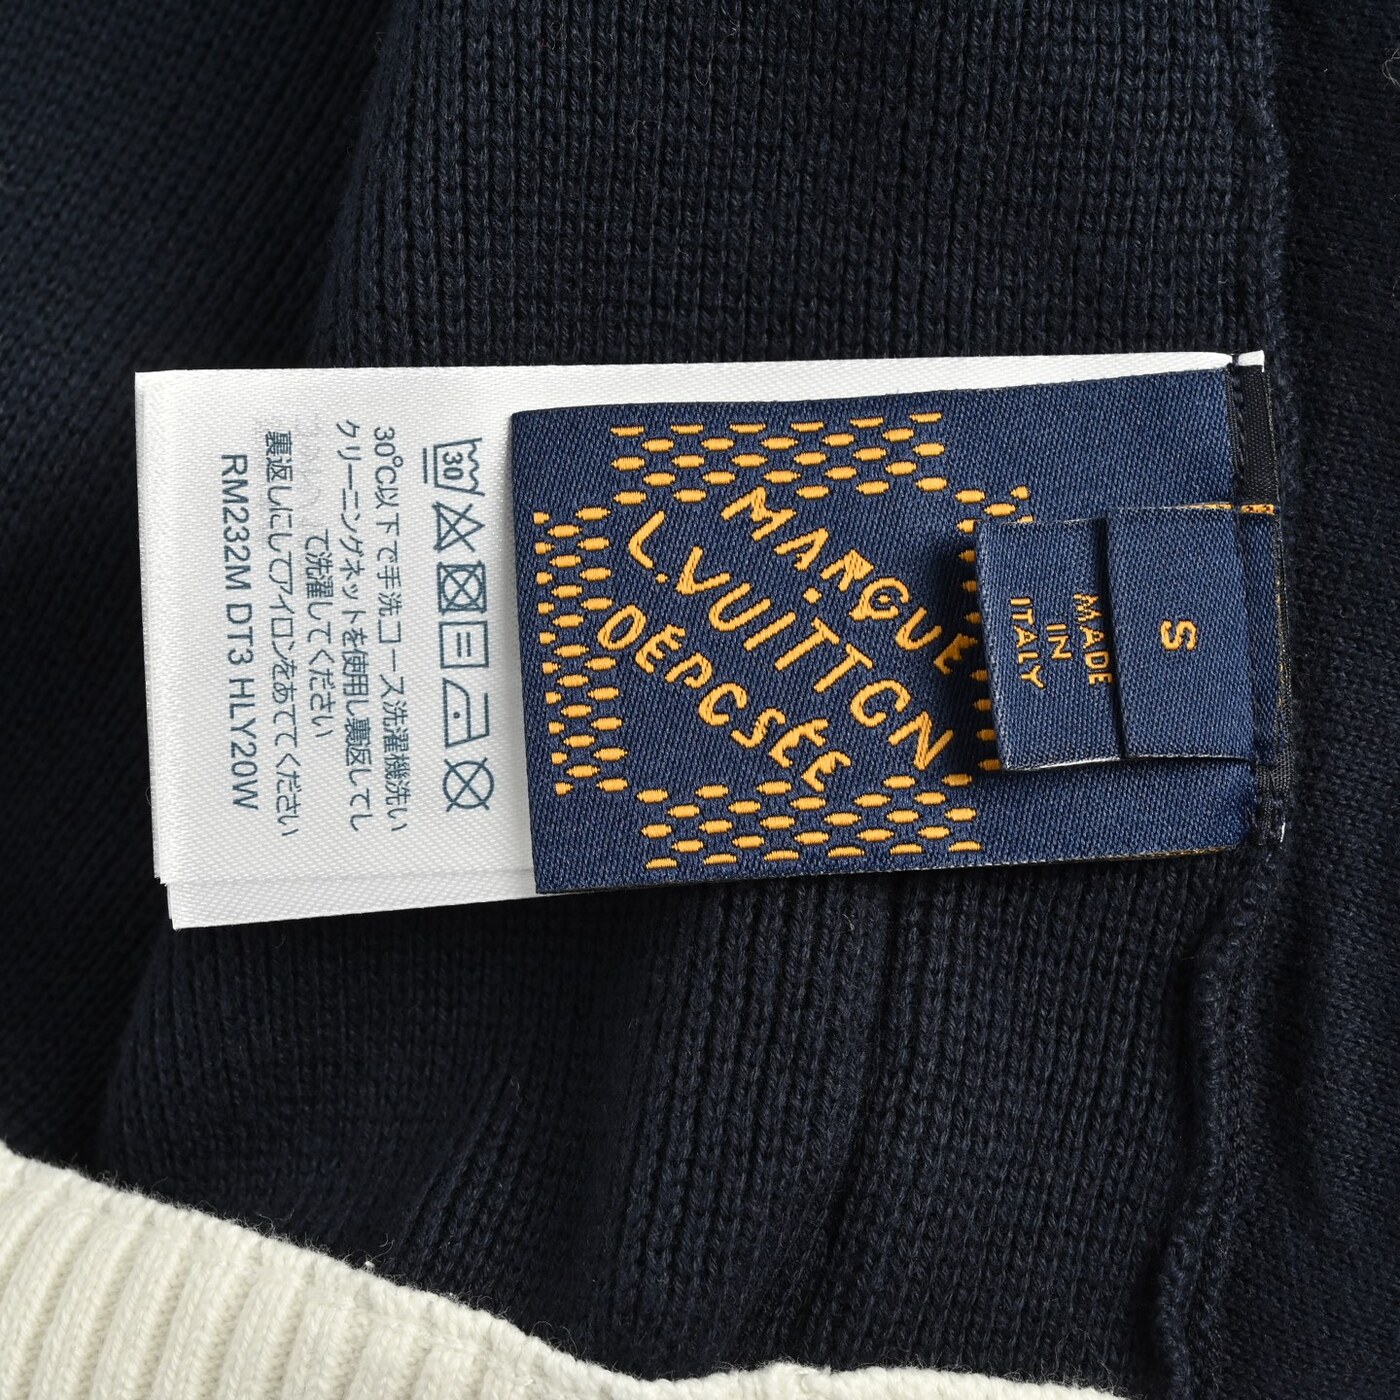 MARQUE
L.VUITTON
DÉPOSÉE
S
MADE
IN
ITALY
30
30℃以下で手洗コース洗濯機洗い
クリーニングネットを使用し裏返してし
で洗濯してください
裏返しにしてアイロンをあててください
RM232M DT3 HLY20W